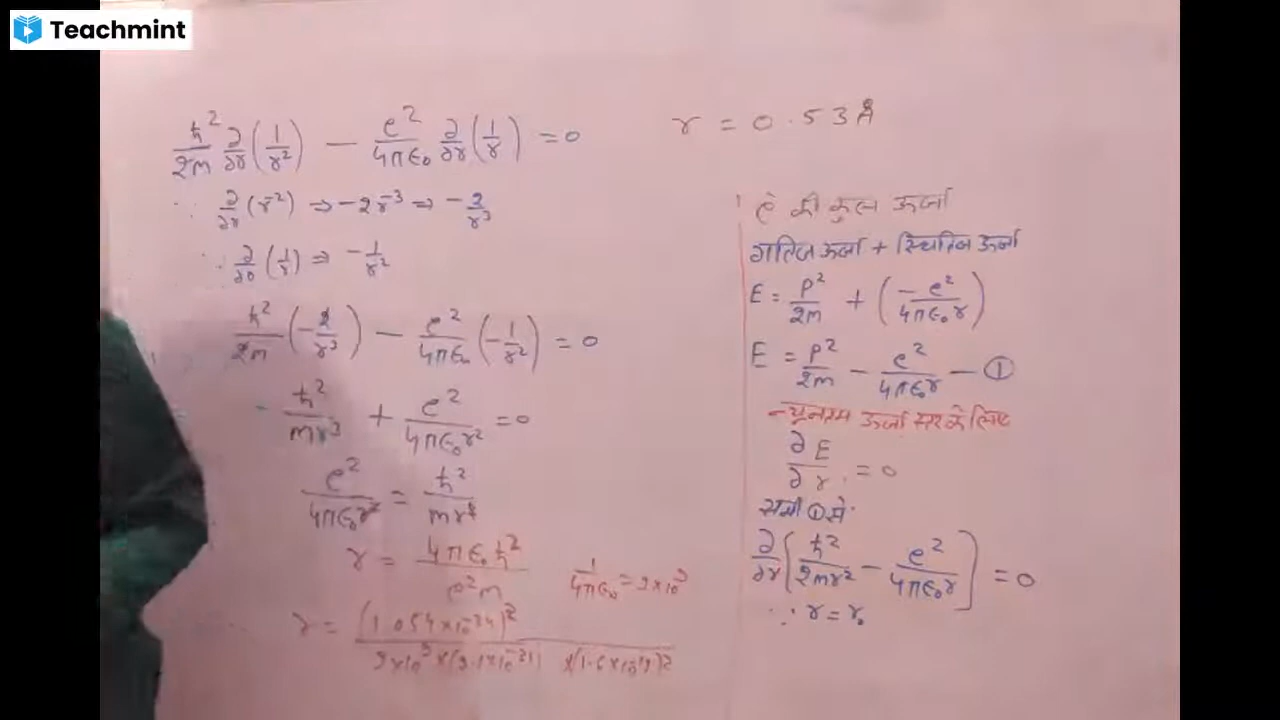 Teachmint
ħ²/2m ∂/∂r (1/r²) − e²/4πε₀ ∂/∂r (1/r) = 0
∵ ∂/∂r (r⁻²) ⇒ −2r⁻³ ⇒ −2/r³
∵ ∂/∂r (1/r) ⇒ −1/r²
ħ²/2m (−2/r³) − e²/4πε₀ (−1/r²) = 0
− ħ²/mr³ + e²/4πε₀r² = 0
e²/4πε₀r² = ħ²/mr³
r = 4πε₀ħ²/e²m
1/4πε₀ = 9×10⁹
r = (1.054×10⁻³⁴)² / 9×10⁹×(9.1×10⁻³¹) ×(1.6×10⁻¹⁹)²
r = 0.53Å
e की कुल ऊर्जा
गतिज ऊर्जा + स्थितिज ऊर्जा
E = P²/2m + (−e²/4πε₀r)
E = P²/2m − e²/4πε₀r − ①
न्यूनतम ऊर्जा स्तर के लिए
∂E/∂r = 0
समी ① से
∂/∂r [ħ²/2mr² − e²/4πε₀r] = 0
∵ r = r₀